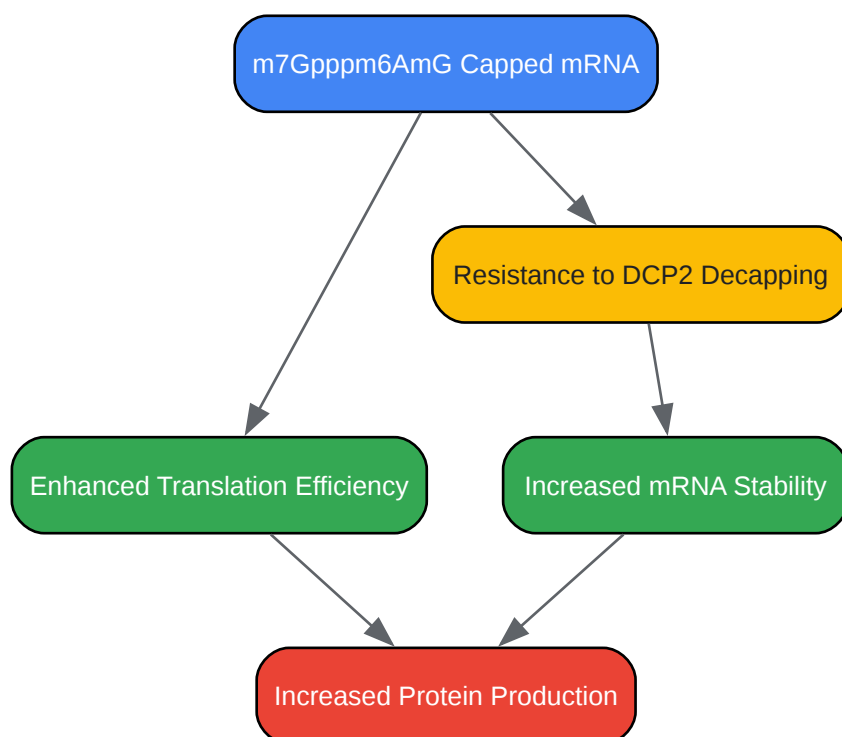 m7Gpppm6AmG Capped mRNA
Resistance to DCP2 Decapping
Enhanced Translation Efficiency
Increased mRNA Stability
Increased Protein Production